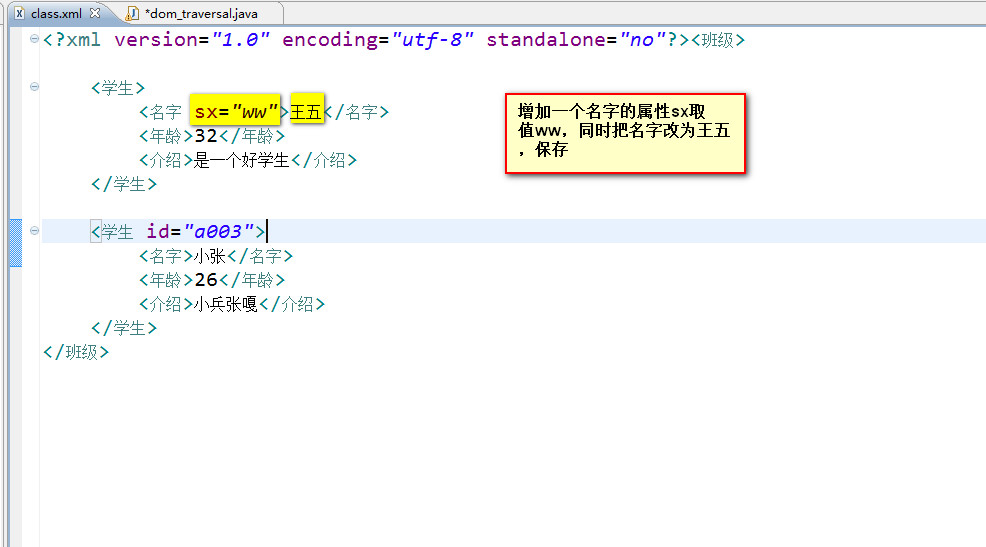 class.xml
*dom_traversal.java
<?xml version="1.0" encoding="utf-8" standalone="no"?><班级>
<学生>
<名字 sx="ww">王五</名字>
<年龄>32</年龄>
<介绍>是一个好学生</介绍>
</学生>
<学生 id="a003">
<名字>小张</名字>
<年龄>26</年龄>
<介绍>小兵张嘎</介绍>
</学生>
</班级>
增加一个名字的属性sx取
值ww，同时把名字改为王五
，保存